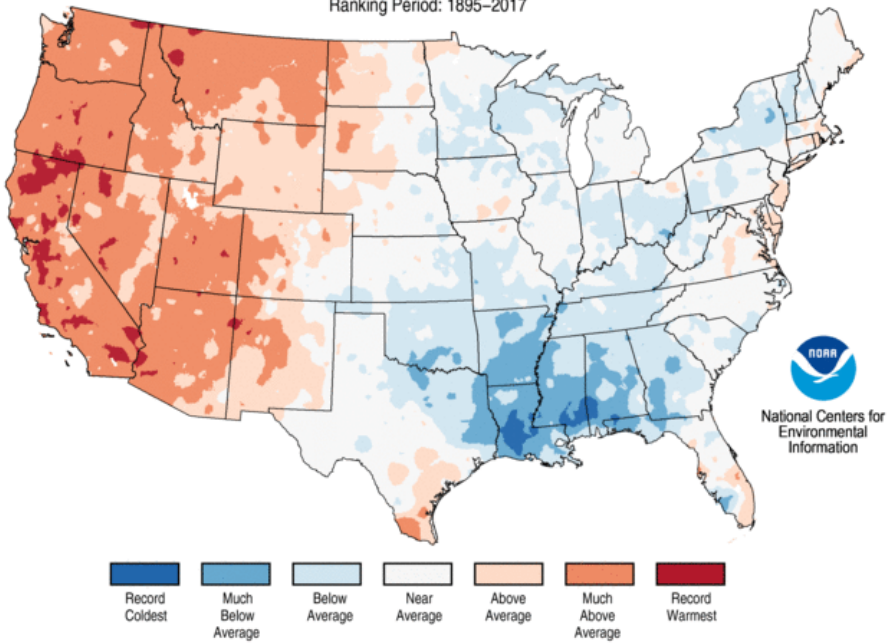 Ranking Period: 1895–2017
NOAA
National Centers for
Environmental
Information
Record
Coldest
Much
Below
Average
Below
Average
Near
Average
Above
Average
Much
Above
Average
Record
Warmest